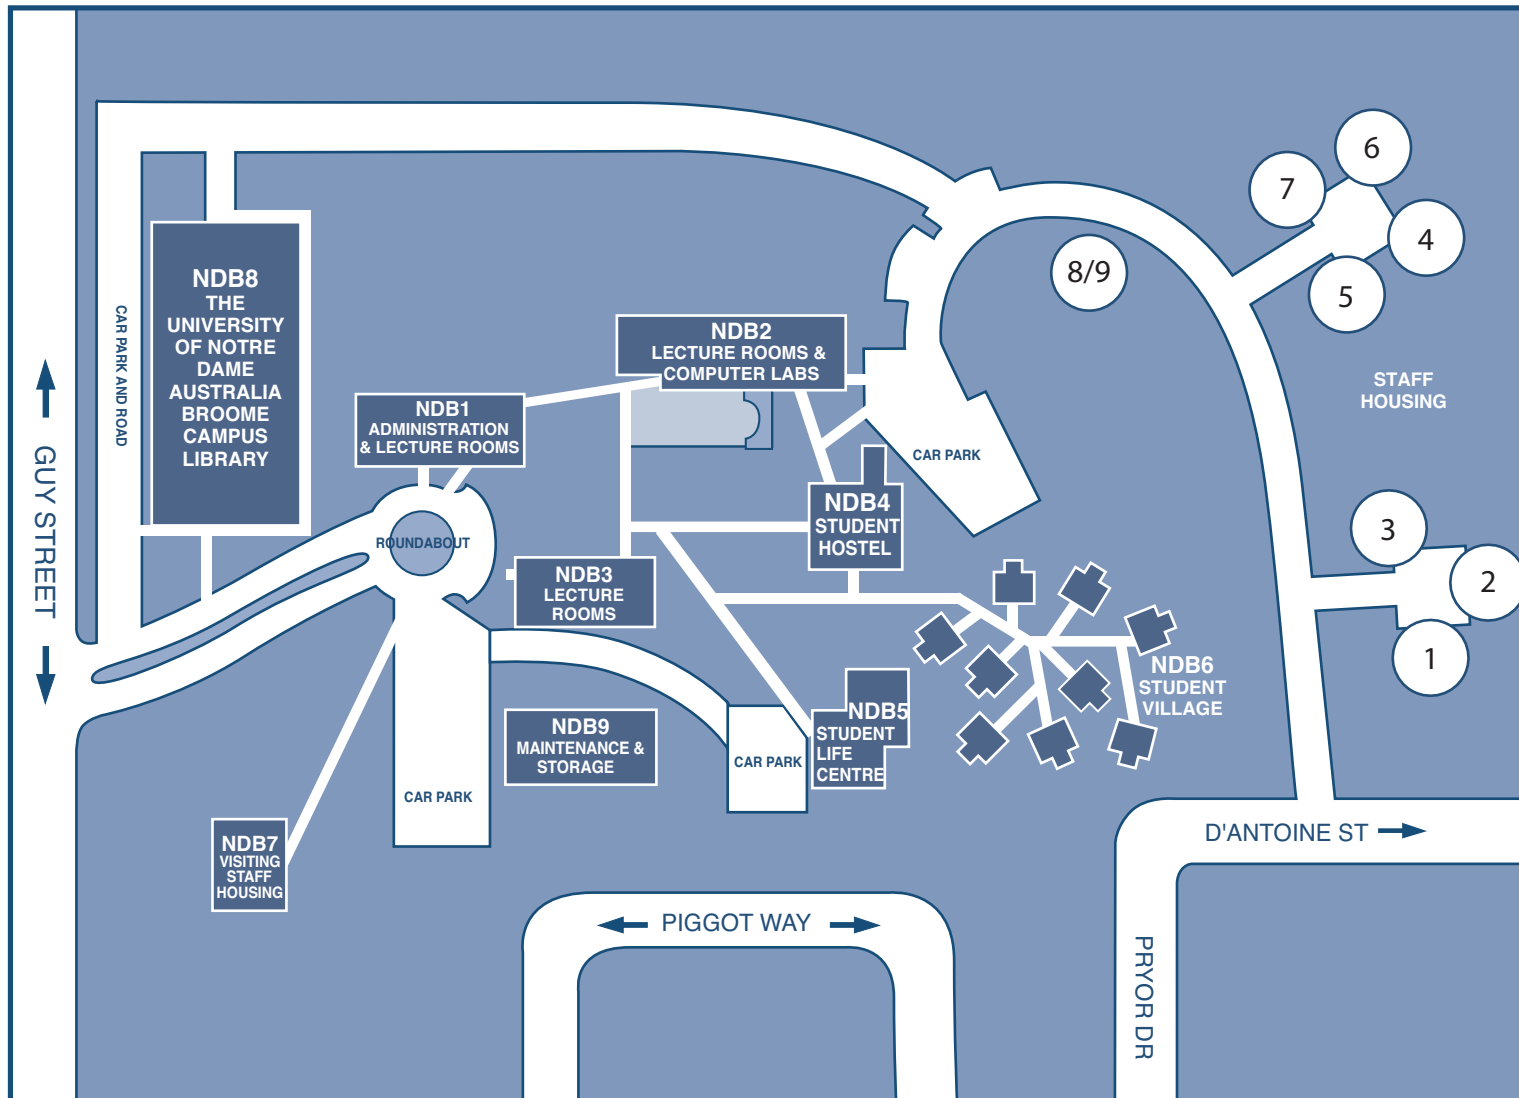 6
7
4
8/9
5
NDB8
THE
UNIVERSITY
OF NOTRE
DAME
AUSTRALIA
BROOME
CAMPUS
LIBRARY
CAR PARK AND ROAD
NDB2
LECTURE ROOMS &
COMPUTER LABS
STAFF
HOUSING
NDB1
ADMINISTRATION
& LECTURE ROOMS
CAR PARK
GUY STREET
NDB4
STUDENT
HOSTEL
3
ROUNDABOUT
NDB3
LECTURE
ROOMS
2
1
NDB6
STUDENT
VILLAGE
NDB5
STUDENT
LIFE
CENTRE
NDB9
MAINTENANCE &
STORAGE
CAR PARK
CAR PARK
NDB7
VISITING
STAFF
HOUSING
D'ANTOINE ST
PIGGOT WAY
PRYOR DR